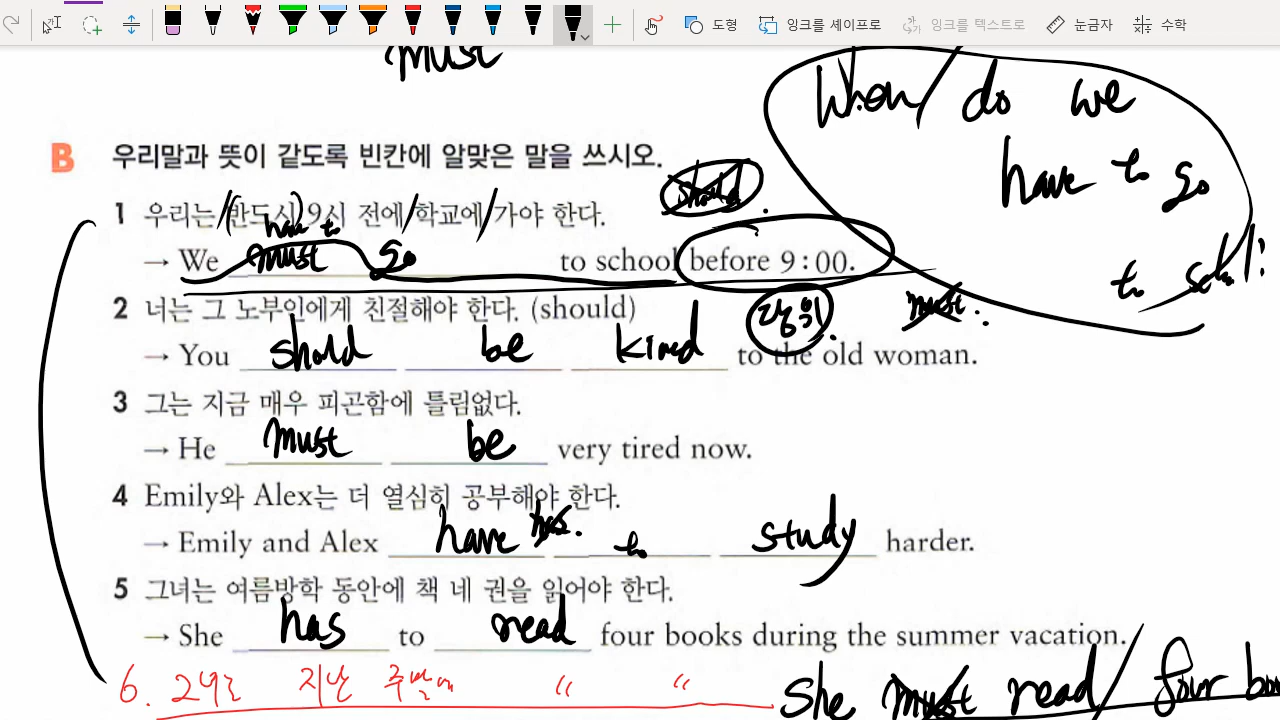 도형 잉크를 셰이프로 잉크를 텍스트로 눈금자 수학
must
When do we
have to go
to
B 우리말과 뜻이 같도록 빈칸에 알맞은 말을 쓰시오.
should
1 우리는 (반드시) 9시 전에 학교에 가야 한다.
have to
→ We must go to school before 9:00.
2 너는 그 노부인에게 친절해야 한다. (should)
must
→ You should be kind to the old woman.
3 그는 지금 매우 피곤함에 틀림없다.
→ He must be very tired now.
4 Emily와 Alex는 더 열심히 공부해야 한다.
has
→ Emily and Alex have to study harder.
5 그녀는 여름방학 동안에 책 네 권을 읽어야 한다.
→ She has to read four books during the summer vacation.
6. 그녀는 지난 주말에 " "
She must read four